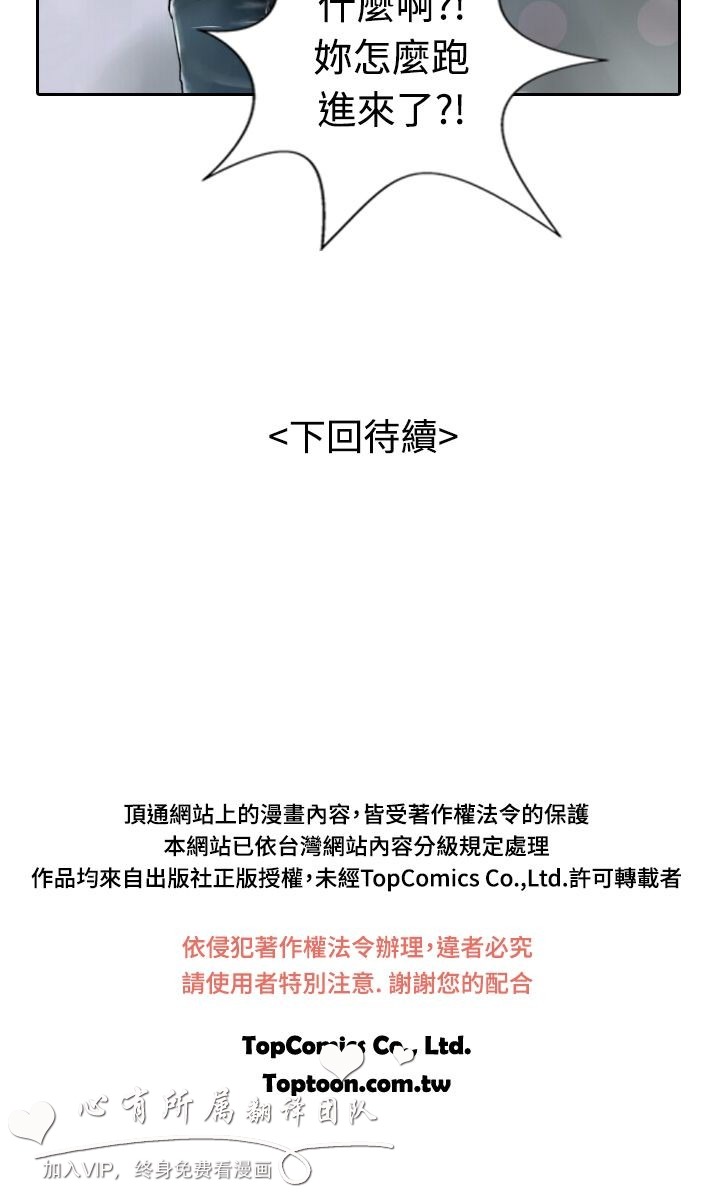 什麼啊?!
妳怎麼跑
進來了?!
<下回待續>
頂通網站上的漫畫內容，皆受著作權法令的保護
本網站已依台灣網站內容分級規定處理
作品均來自出版社正版授權，未經TopComics Co.,Ltd.許可轉載者
依侵犯著作權法令辦理，違者必究
請使用者特別注意. 謝謝您的配合
TopComics Co., Ltd.
Toptoon.com.tw
心有所属翻译团队
加入VIP，终身免费看漫画